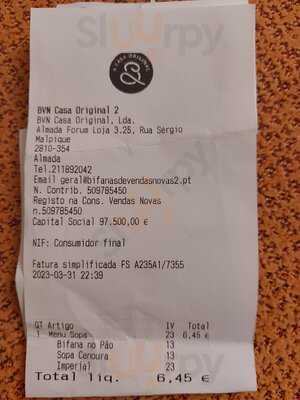 Sluurpy
A CASA ORIGINAL
BVN Casa Original 2
BVN Casa Original, Lda.
Almada Forum Loja 3.25, Rua Sérgio
Malpique
2810-354
Almada
Tel.211892042
Email geral@bifanasdevendasnovas2.pt
N. Contrib. 509785450
Registo na Cons. Vendas Novas
n.509785450
Capital Social 97.500,00 €
NIF: Consumidor final
Fatura simplificada FS A235A1/7355
2023-03-31 22:39
QT Artigo IV Total
1 Menu Sopa 23 6,45 €
Bifana no Pão 13
Sopa Cenoura 13
Imperial 23
Total liq. 6,45 €